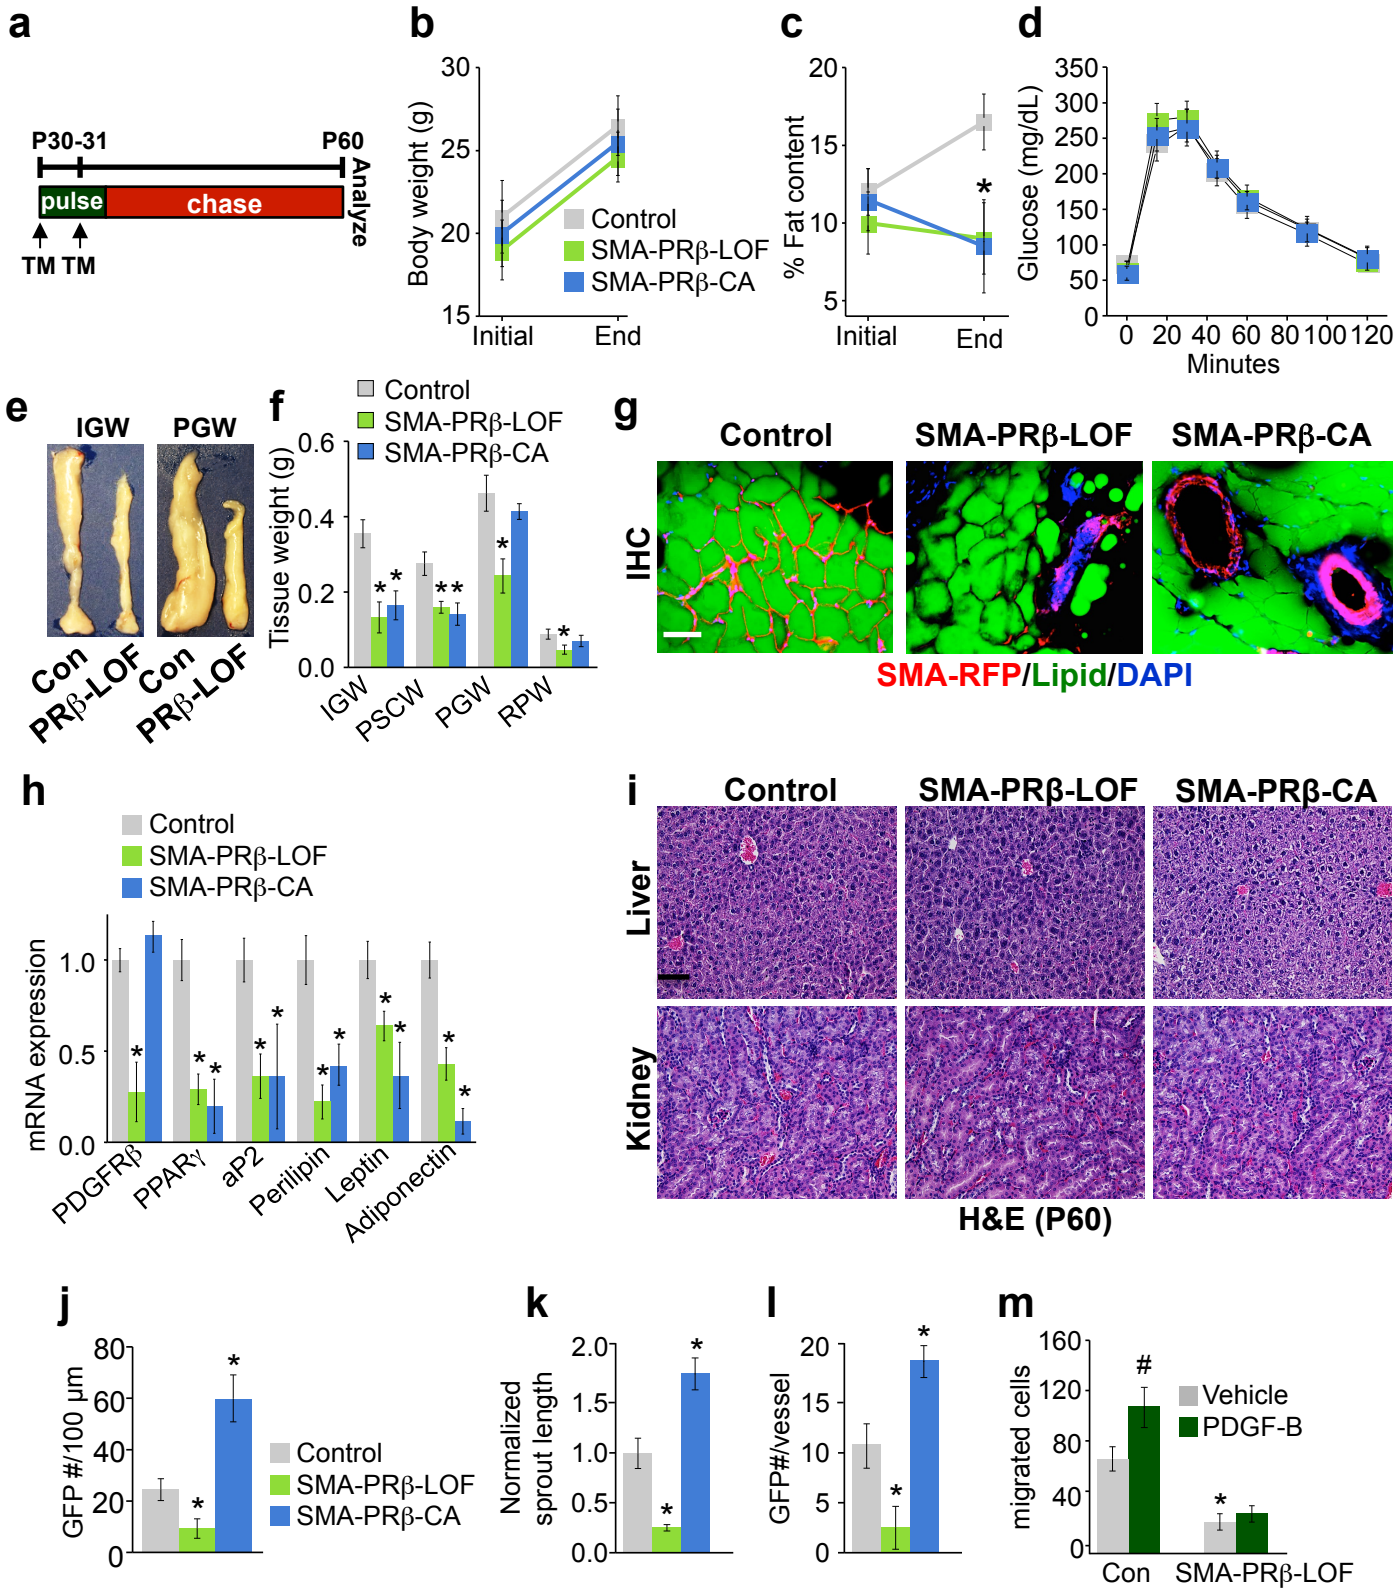 a
P30-31
P60
pulse
chase
Analyze
TM TM
b
Body weight (g)
30
25
20
15
Initial
End
Control
SMA-PRβ-LOF
SMA-PRβ-CA
c
% Fat content
20
15
10
5
*
Initial
End
d
Glucose (mg/dL)
350
300
250
200
150
100
50
0
0 20 40 60 80 100 120
Minutes
e
IGW PGW
Con
PRβ-LOF
Con
PRβ-LOF
f
Control
SMA-PRβ-LOF
SMA-PRβ-CA
Tissue weight (g)
0.6
0.4
0.2
0.0
* * * * * *
IGW
PSCW
PGW
RPW
g
Control SMA-PRβ-LOF SMA-PRβ-CA
IHC
SMA-RFP/Lipid/DAPI
h
Control
SMA-PRβ-LOF
SMA-PRβ-CA
mRNA expression
1.0
0.5
0.0
* * * * * * * * * * *
PDGFRβ
PPARγ
aP2
Perilipin
Leptin
Adiponectin
i
Control SMA-PRβ-LOF SMA-PRβ-CA
Liver
Kidney
H&E (P60)
j
GFP #/100 µm
80
60
40
20
0
* *
Control
SMA-PRβ-LOF
SMA-PRβ-CA
k
Normalized
sprout length
2.0
1.5
1.0
0.5
0.0
* *
l
GFP#/vessel
20
15
10
5
0
* *
m
migrated cells
160
120
80
40
0
# *
Vehicle
PDGF-B
Con SMA-PRβ-LOF